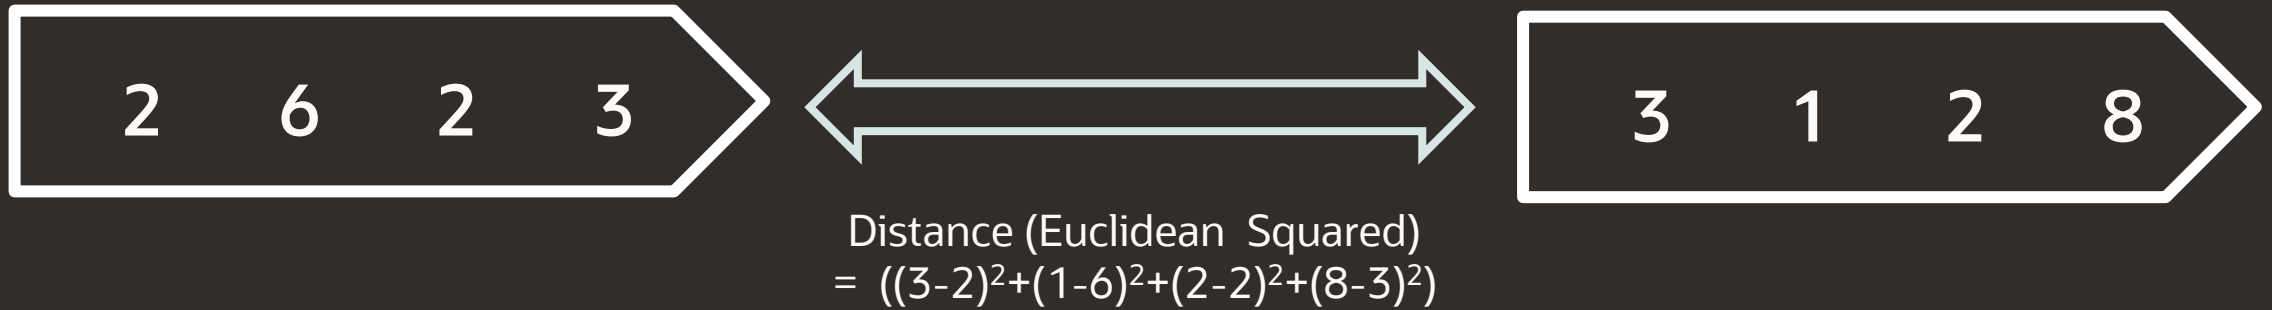 2 6 2 3
3 1 2 8
Distance (Euclidean Squared)
= ((3-2)²+(1-6)²+(2-2)²+(8-3)²)